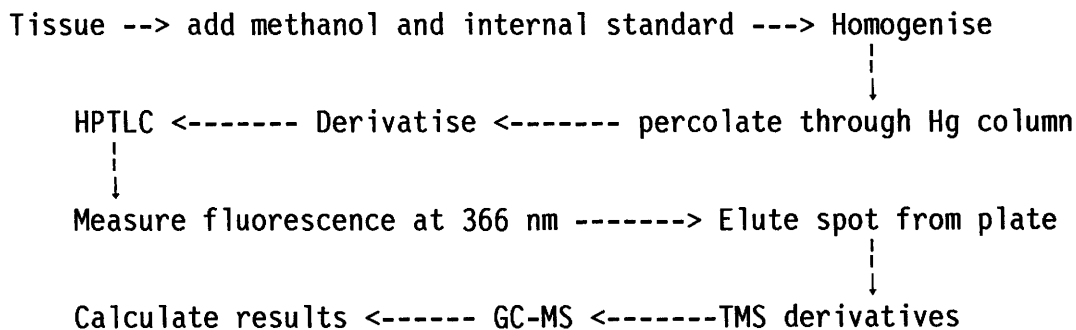 Tissue --> add methanol and internal standard ---> Homogenise
HPTLC <------- Derivatise <------- percolate through Hg column
Measure fluorescence at 366 nm -------> Elute spot from plate
Calculate results <------ GC-MS <-------TMS derivatives